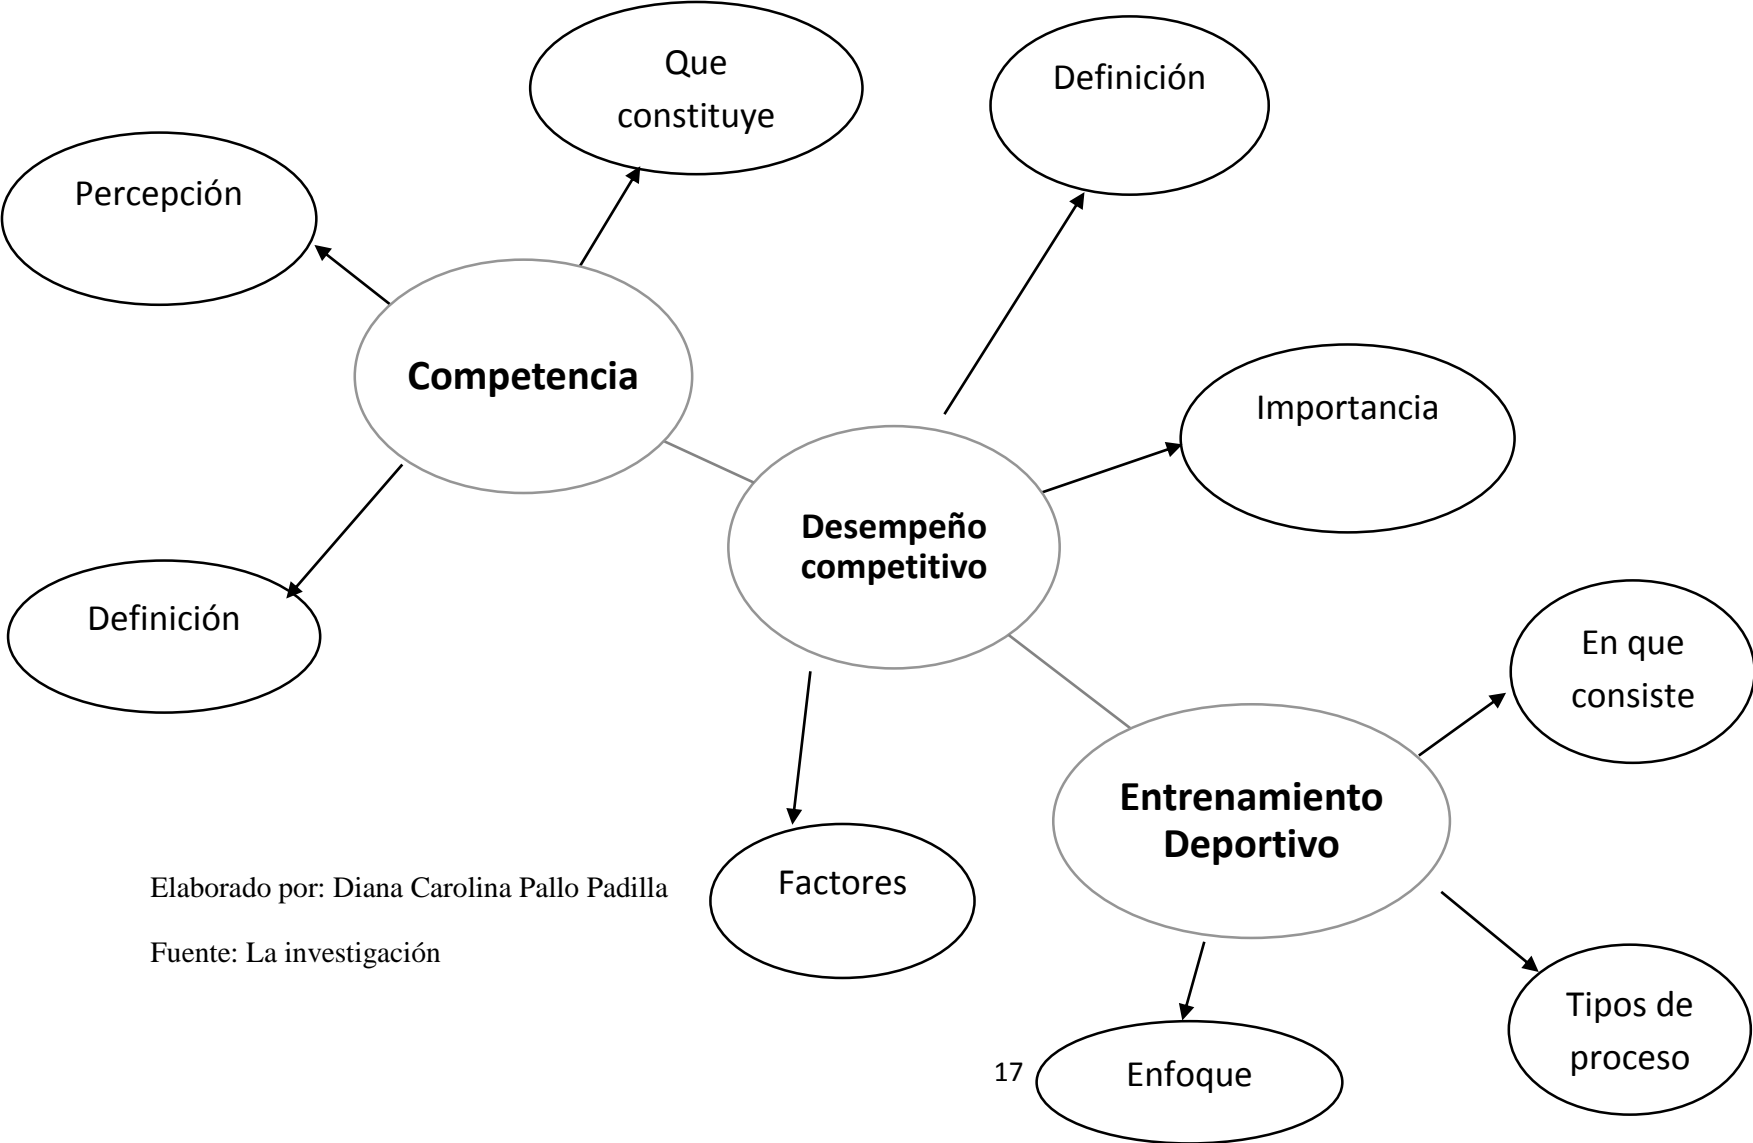 Que
constituye
Definición
Percepción
Competencia
Importancia
Desempeño
competitivo
Definición
En que
consiste
Entrenamiento
Deportivo
Factores
Elaborado por: Diana Carolina Pallo Padilla
Fuente: La investigación
Tipos de
proceso
17
Enfoque